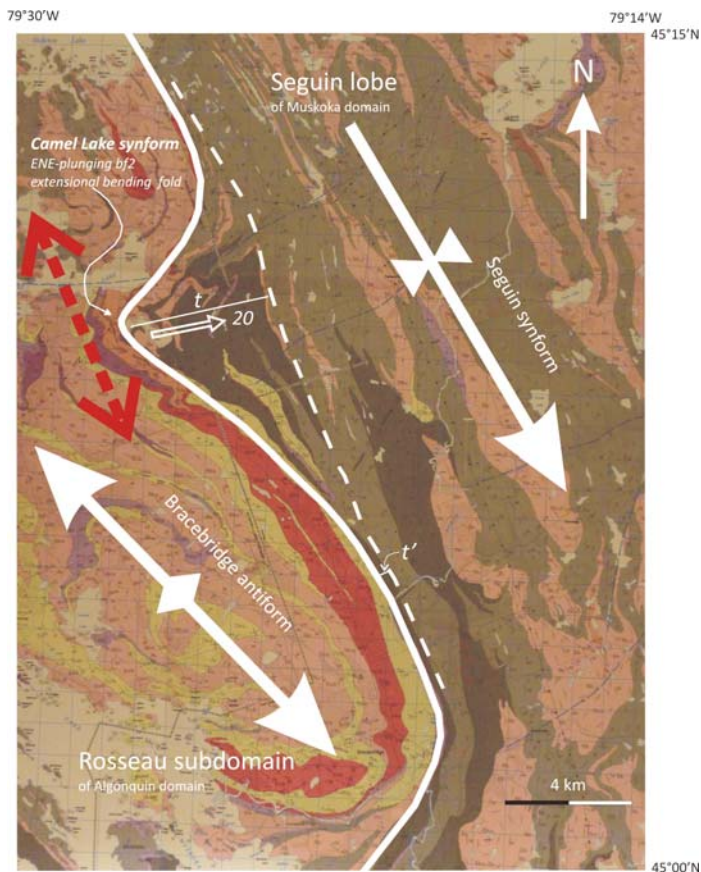 79°30'W
79°14'W
45°15'N
Seguin lobe
of Muskoka domain
N
Camel Lake synform
ENE-plunging bf2
extensional bending fold
t
20
Seguin synform
Bracebridge antiform
t'
Rosseau subdomain
of Algonquin domain
4 km
45°00'N